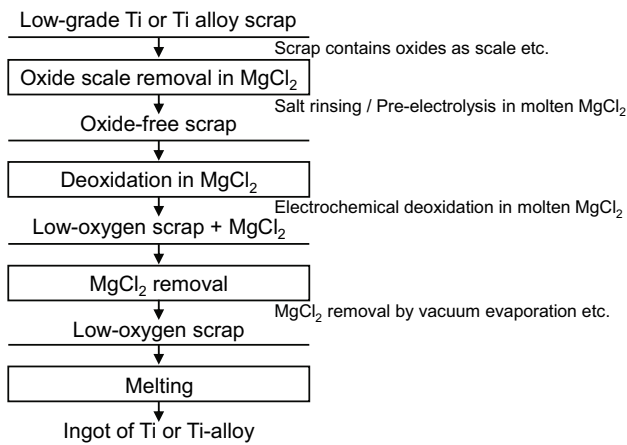 Low-grade Ti or Ti alloy scrap
Scrap contains oxides as scale etc.
Oxide scale removal in MgCl₂
Salt rinsing / Pre-electrolysis in molten MgCl₂
Oxide-free scrap
Deoxidation in MgCl₂
Electrochemical deoxidation in molten MgCl₂
Low-oxygen scrap + MgCl₂
MgCl₂ removal
MgCl₂ removal by vacuum evaporation etc.
Low-oxygen scrap
Melting
Ingot of Ti or Ti-alloy